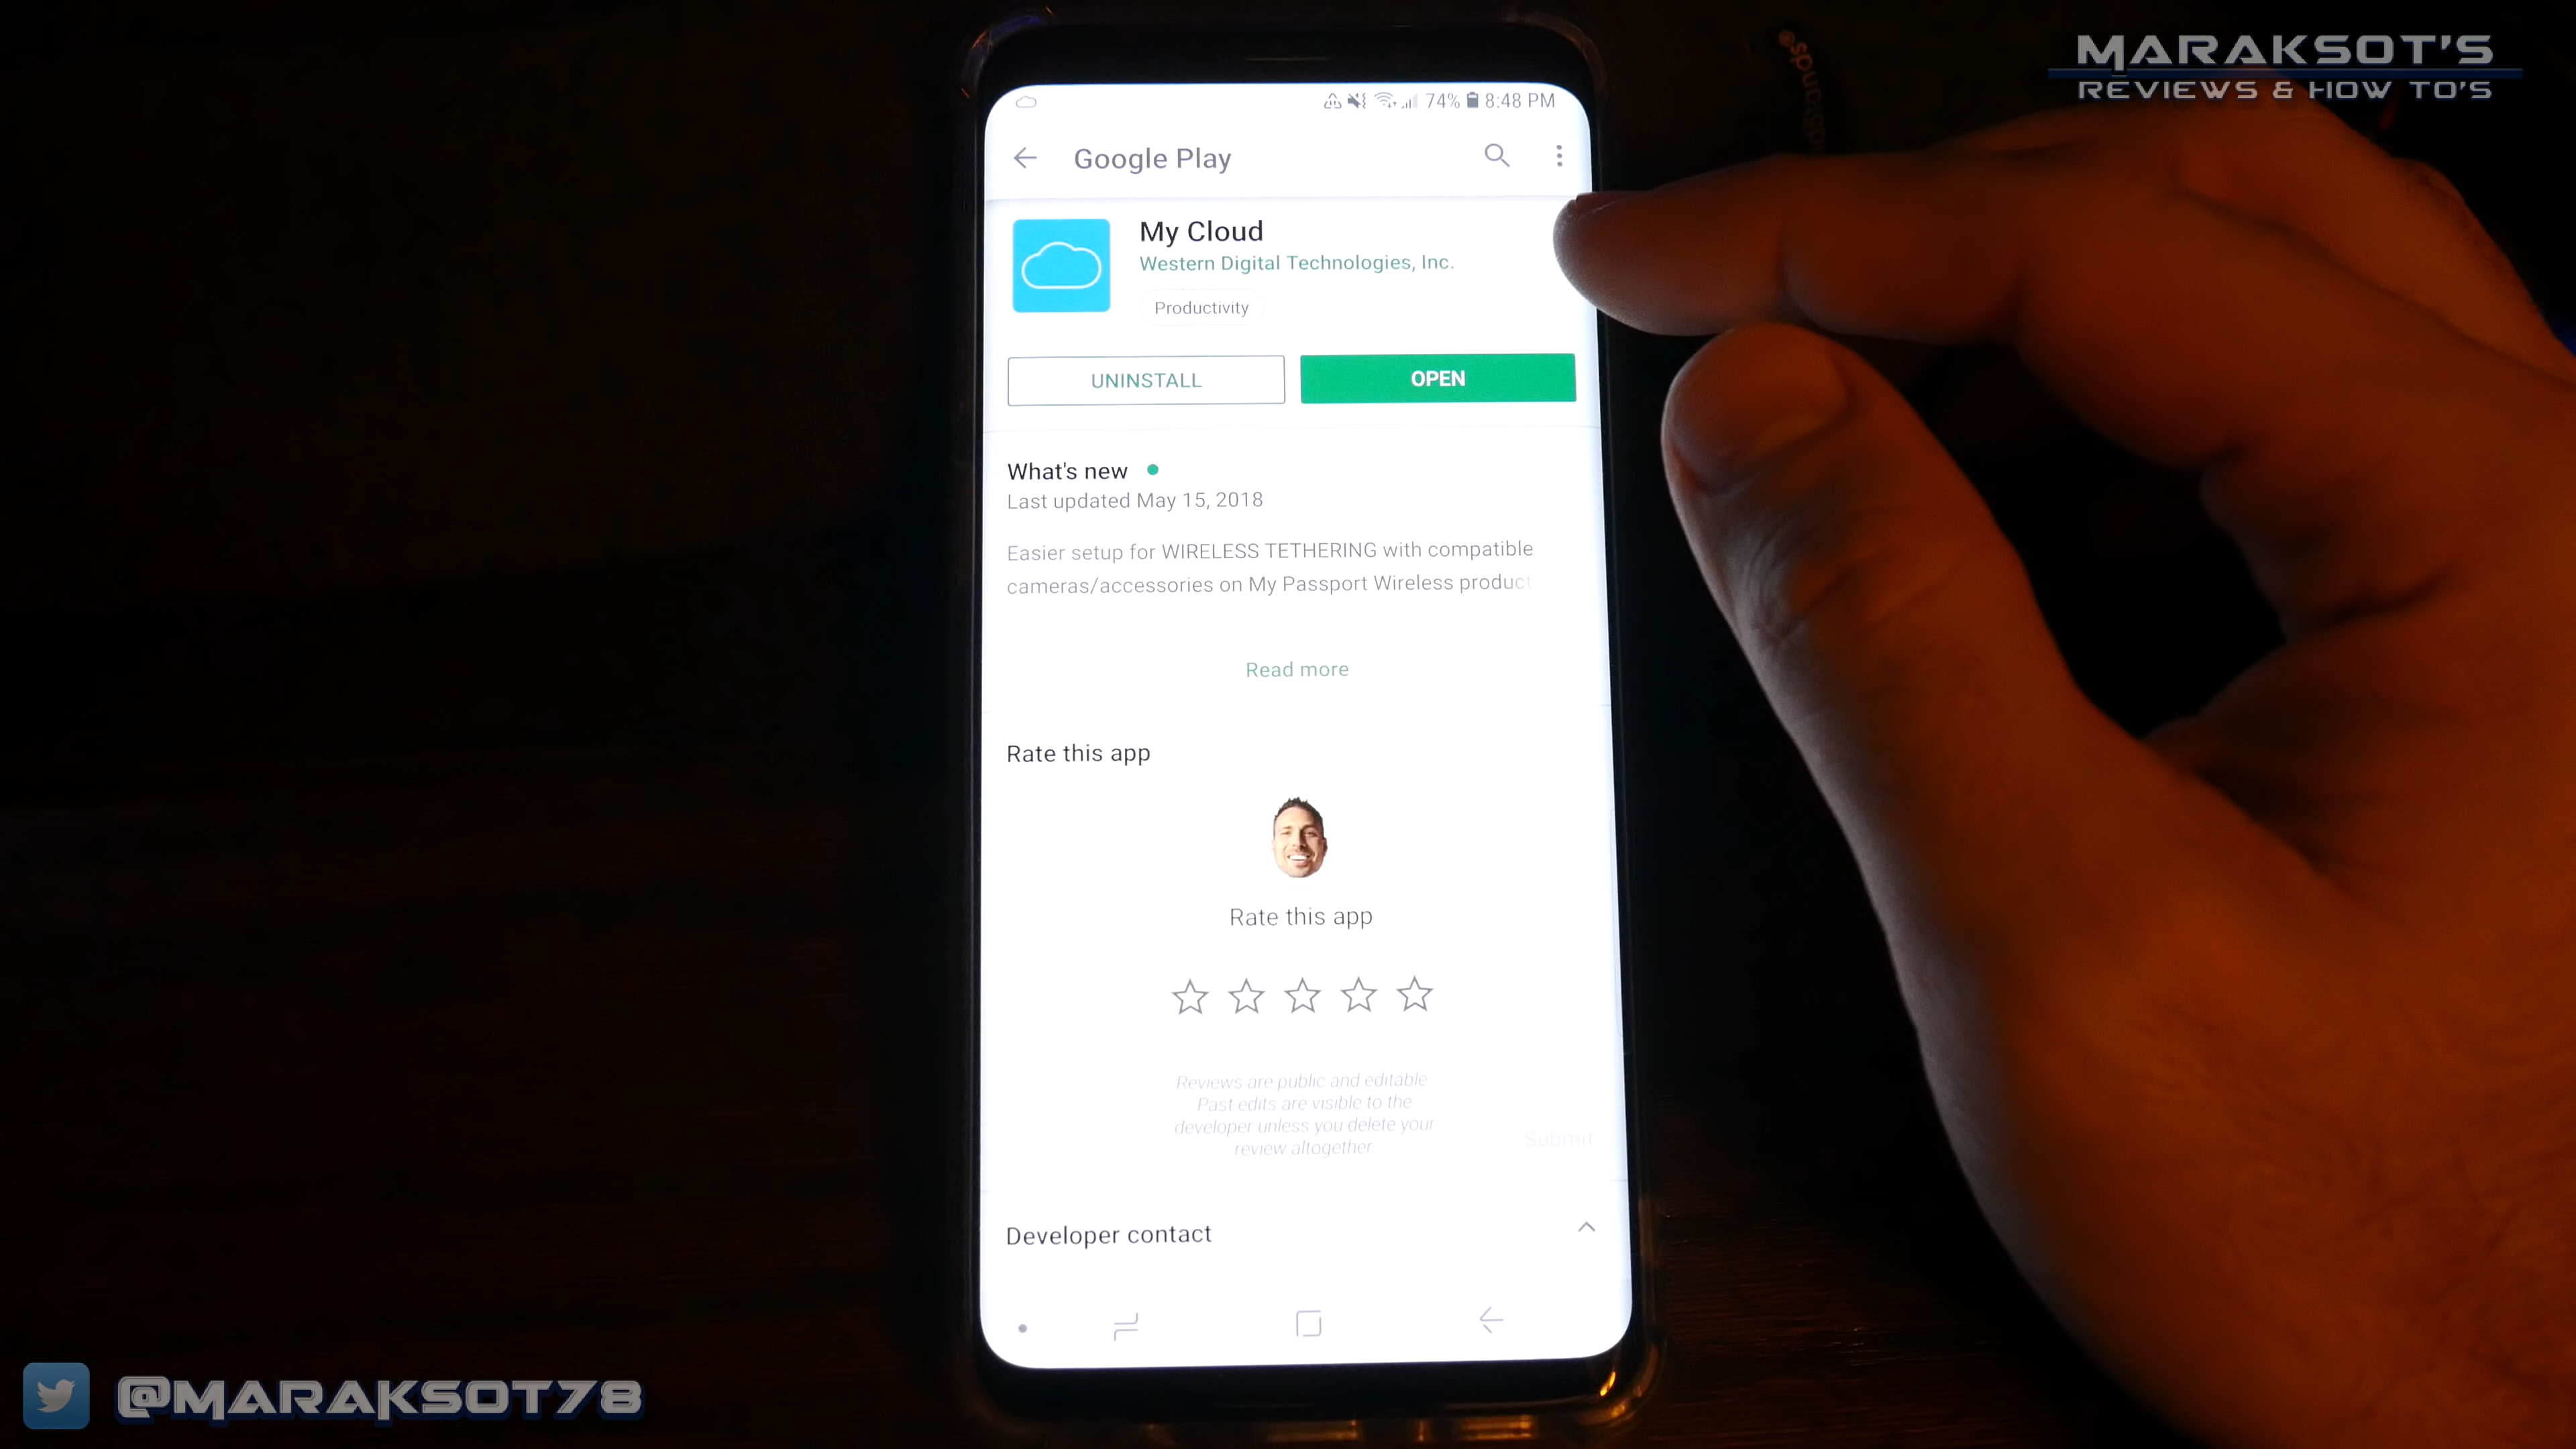 MARAKSOT'S
REVIEWS & HOW TO'S
74% 8:48 PM
Google Play
My Cloud
Western Digital Technologies, Inc.
Productivity
UNINSTALL
OPEN
What's new
Last updated May 15, 2018
Easier setup for WIRELESS TETHERING with compatible
cameras/accessories on My Passport Wireless product
Read more
Rate this app
Rate this app
Reviews are public and editable
Past edits are visible to the
developer unless you delete your
review altogether
Submit
Developer contact
@MARAKSOT78